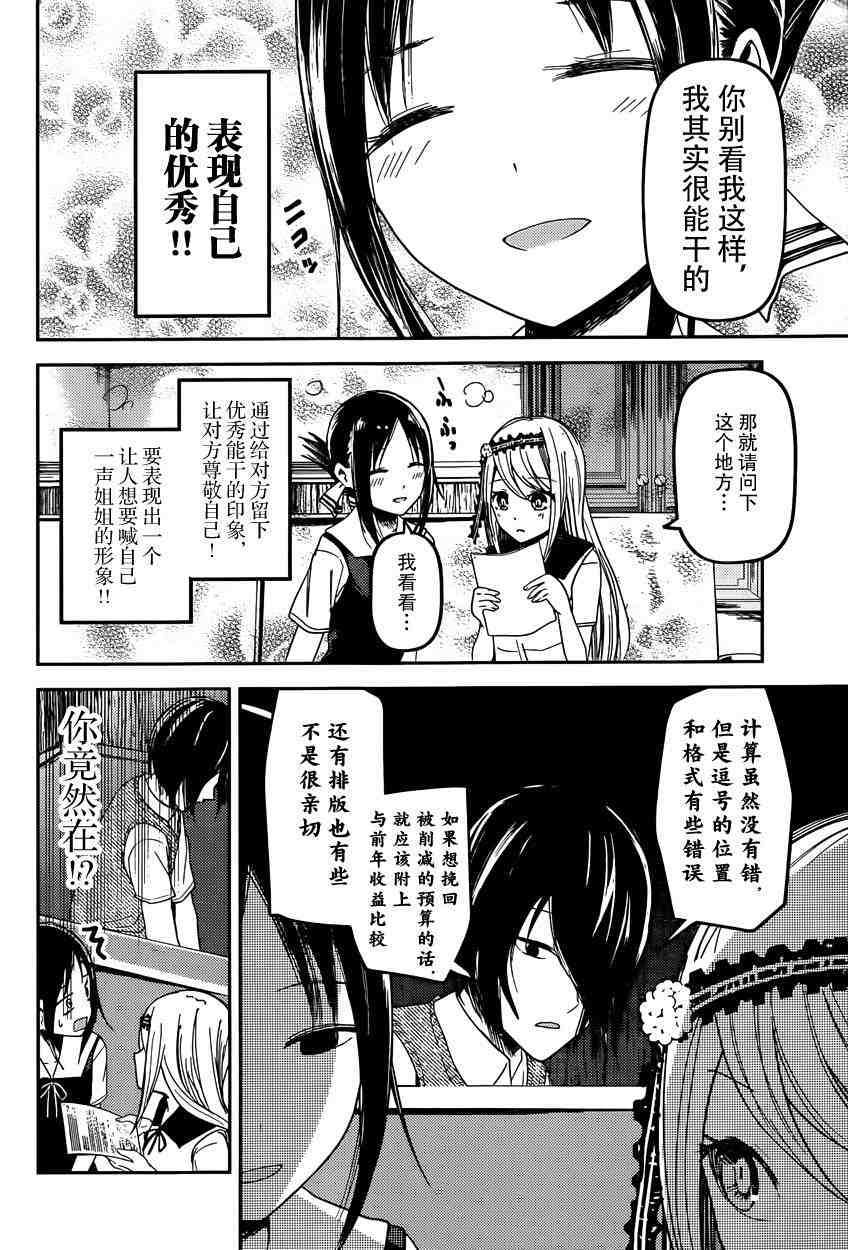 你别看我这样，
我其实很能干的
ニコッ
表现自己
的优秀!!
那就请问下
这个地方…
ふふっ
我看看…
通过给对方留下
优秀能干的印象，
让对方尊敬自己！
要表现出一个
让人想要喊自己
一声姐姐的形象!!
计算虽然没有错，
但是逗号的位置
和格式有些错误
如果想挽回
被削减的预算的话，
就应该附上
与前年收益比较
还有排版也有些
不是很亲切
你竟然在!?